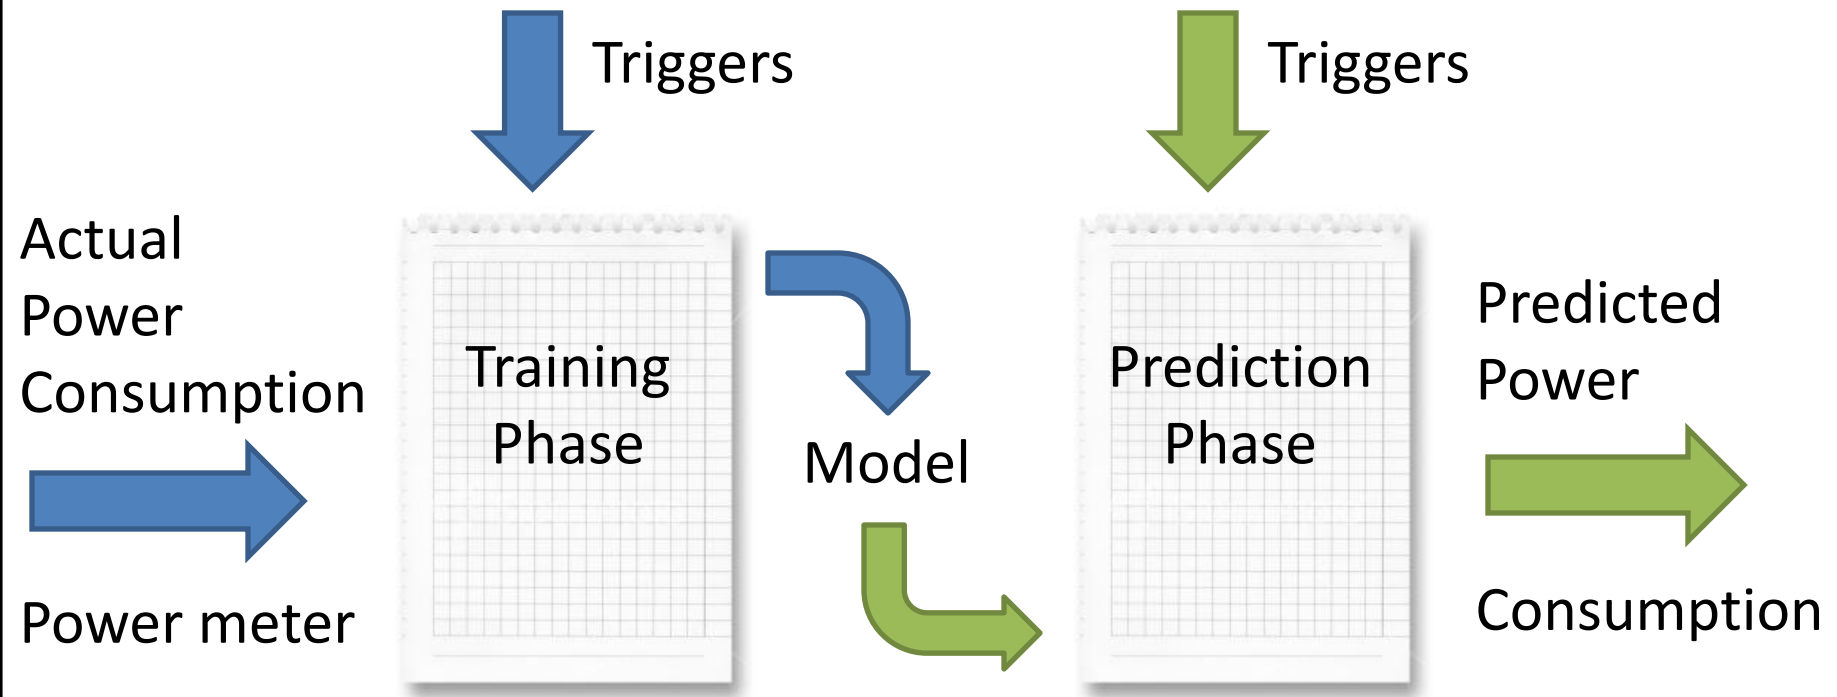 Triggers
Triggers
Actual
Power
Consumption
Power meter
Training
Phase
Model
Prediction
Phase
Predicted
Power
Consumption